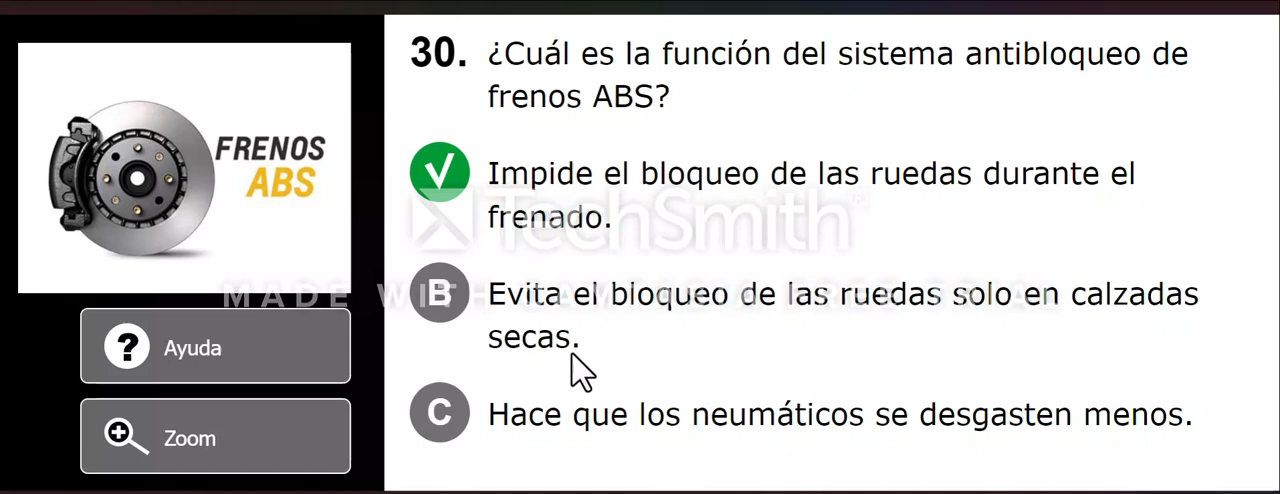 FRENOS
ABS
? Ayuda
Zoom
30. ¿Cuál es la función del sistema antibloqueo de
frenos ABS?
Impide el bloqueo de las ruedas durante el
frenado.
TechSmith
B Evita el bloqueo de las ruedas solo en calzadas
secas.
C Hace que los neumáticos se desgasten menos.
MADE WITH